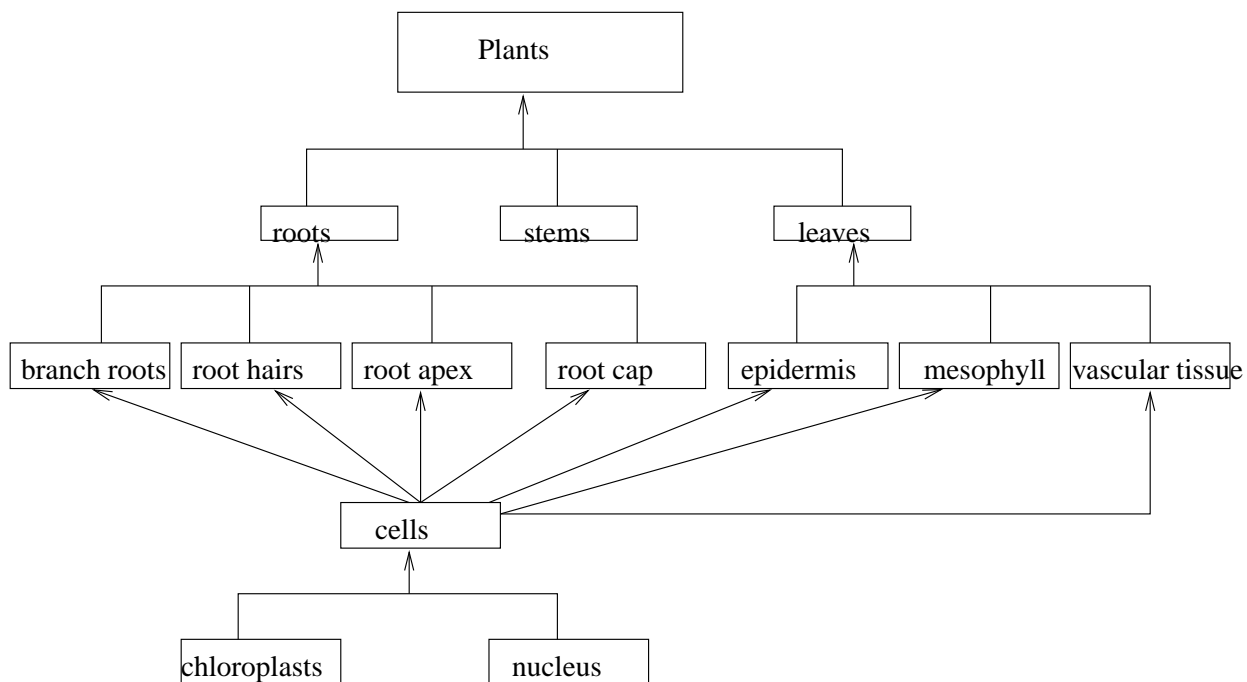 Plants
roots
stems
leaves
branch roots
root hairs
root apex
root cap
epidermis
mesophyll
vascular tissue
cells
chloroplasts
nucleus